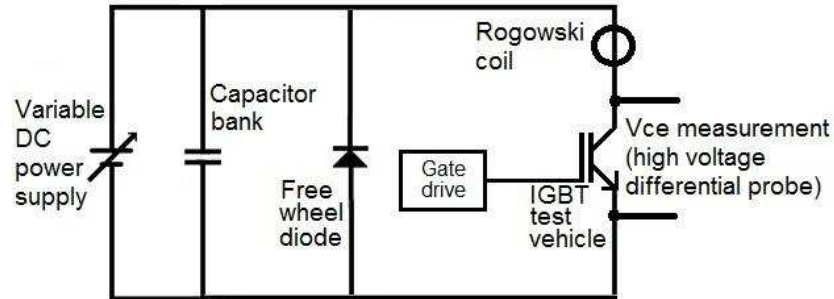 Variable
DC
power
supply
Capacitor
bank
Free
wheel
diode
Gate
drive
Rogowski
coil
IGBT
test
vehicle
Vce measurement
(high voltage
differential probe)